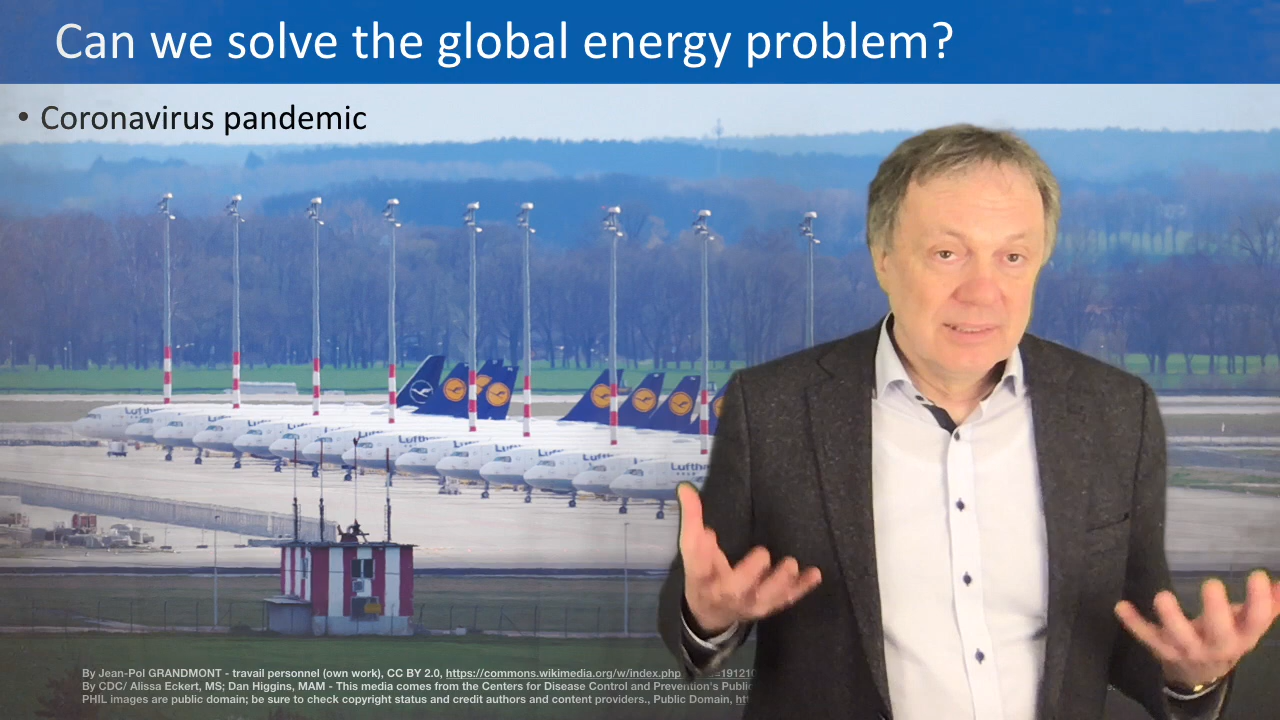 Can we solve the global energy problem?
• Coronavirus pandemic
Lufthansa
By Jean-Pol GRANDMONT - travail personnel (own work), CC BY 2.0, https://commons.wikimedia.org/w/index.php
By CDC/ Alissa Eckert, MS; Dan Higgins, MAM - This media comes from the Centers for Disease Control and Prevention's Public
PHIL images are public domain; be sure to check copyright status and credit authors and content providers., Public Domain,